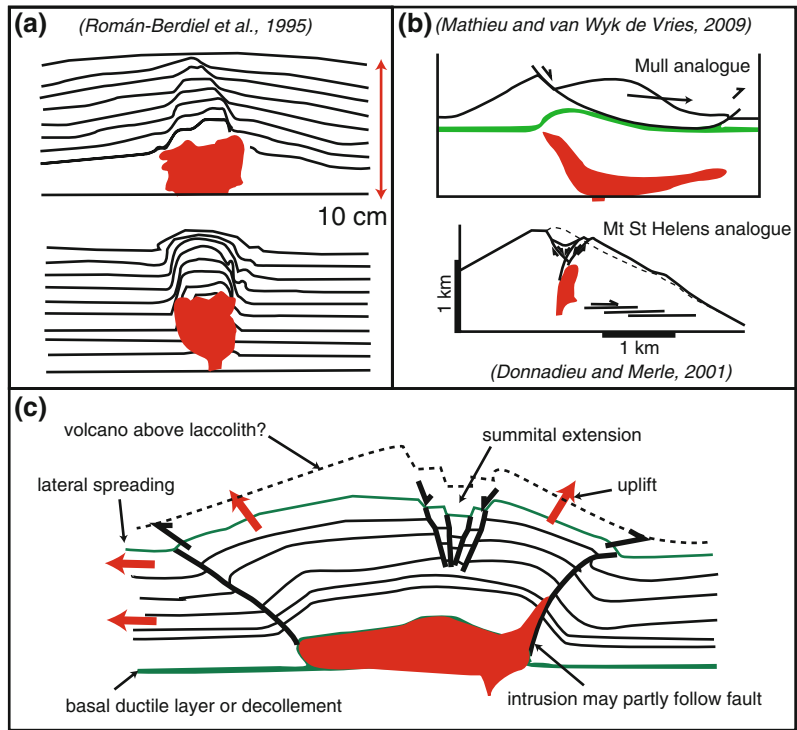 (a)
(Román-Berdiel et al., 1995)
10 cm
(b)
(Mathieu and van Wyk de Vries, 2009)
Mull analogue
Mt St Helens analogue
1 km
1 km
(Donnadieu and Merle, 2001)
(c)
volcano above laccolith?
summital extension
lateral spreading
uplift
basal ductile layer or decollement
intrusion may partly follow fault